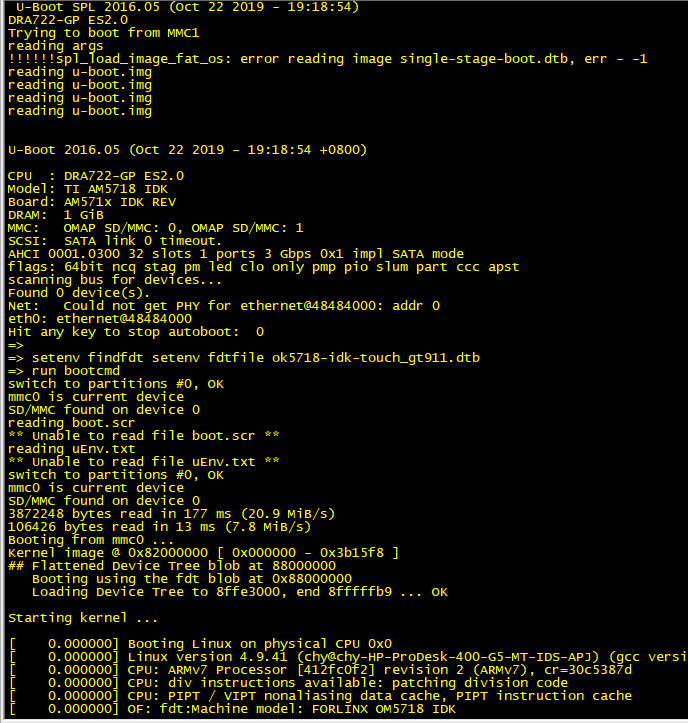 U-Boot SPL 2016.05 (Oct 22 2019 - 19:18:54)
DRA722-GP ES2.0
Trying to boot from MMC1
reading args
!!!!!!spl_load_image_fat_os: error reading image single-stage-boot.dtb, err - -1
reading u-boot.img
reading u-boot.img
reading u-boot.img
reading u-boot.img
U-Boot 2016.05 (Oct 22 2019 - 19:18:54 +0800)
CPU  : DRA722-GP ES2.0
Model: TI AM5718 IDK
Board: AM571x IDK REV
DRAM:  1 GiB
MMC:   OMAP SD/MMC: 0, OMAP SD/MMC: 1
SCSI:  SATA link 0 timeout.
AHCI 0001.0300 32 slots 1 ports 3 Gbps 0x1 impl SATA mode
flags: 64bit ncq stag pm led clo only pmp pio slum part ccc apst
scanning bus for devices...
Found 0 device(s).
Net:   Could not get PHY for ethernet@48484000: addr 0
eth0: ethernet@48484000
Hit any key to stop autoboot:  0
=>
=> setenv findfdt setenv fdtfile ok5718-idk-touch_gt911.dtb
=> run bootcmd
switch to partitions #0, OK
mmc0 is current device
SD/MMC found on device 0
reading boot.scr
** Unable to read file boot.scr **
reading uEnv.txt
** Unable to read file uEnv.txt **
switch to partitions #0, OK
mmc0 is current device
SD/MMC found on device 0
3872248 bytes read in 177 ms (20.9 MiB/s)
106426 bytes read in 13 ms (7.8 MiB/s)
Booting from mmc0 ...
Kernel image @ 0x82000000 [ 0x000000 - 0x3b15f8 ]
## Flattened Device Tree blob at 88000000
   Booting using the fdt blob at 0x88000000
   Loading Device Tree to 8ffe3000, end 8fffffb9 ... OK
Starting kernel ...
[    0.000000] Booting Linux on physical CPU 0x0
[    0.000000] Linux version 4.9.41 (chy@chy-HP-ProDesk-400-G5-MT-IDS-APJ) (gcc versi
[    0.000000] CPU: ARMv7 Processor [412fc0f2] revision 2 (ARMv7), cr=30c5387d
[    0.000000] CPU: div instructions available: patching division code
[    0.000000] CPU: PIPT / VIPT nonaliasing data cache, PIPT instruction cache
[    0.000000] OF: fdt:Machine model: FORLINX OM5718 IDK